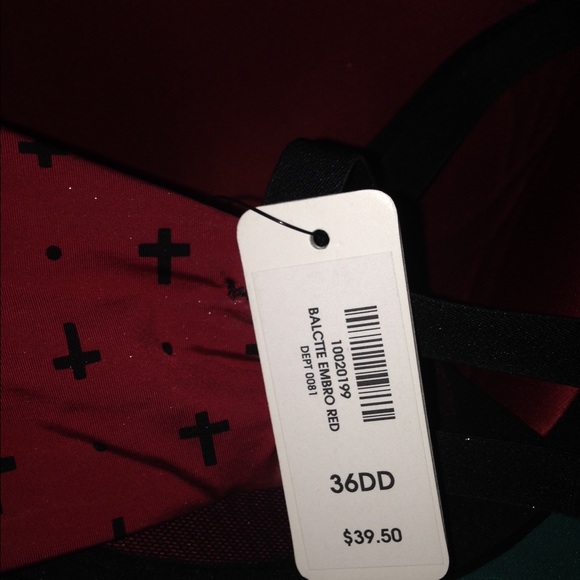 10020199
BALCTTE EMBRO RED
DEPT 0081
36DD
$39.50